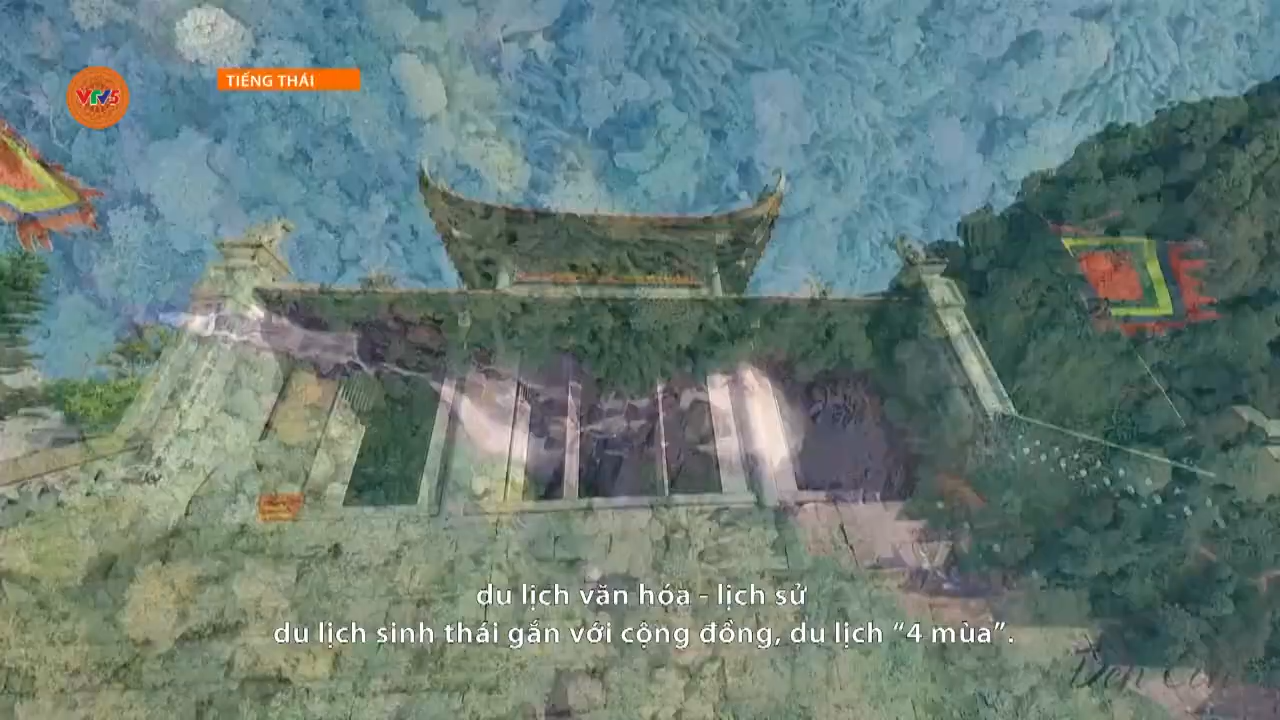 VTV5
TIẾNG THÁI
du lịch văn hóa - lịch sử
du lịch sinh thái gắn với cộng đồng, du lịch “4 mùa”.